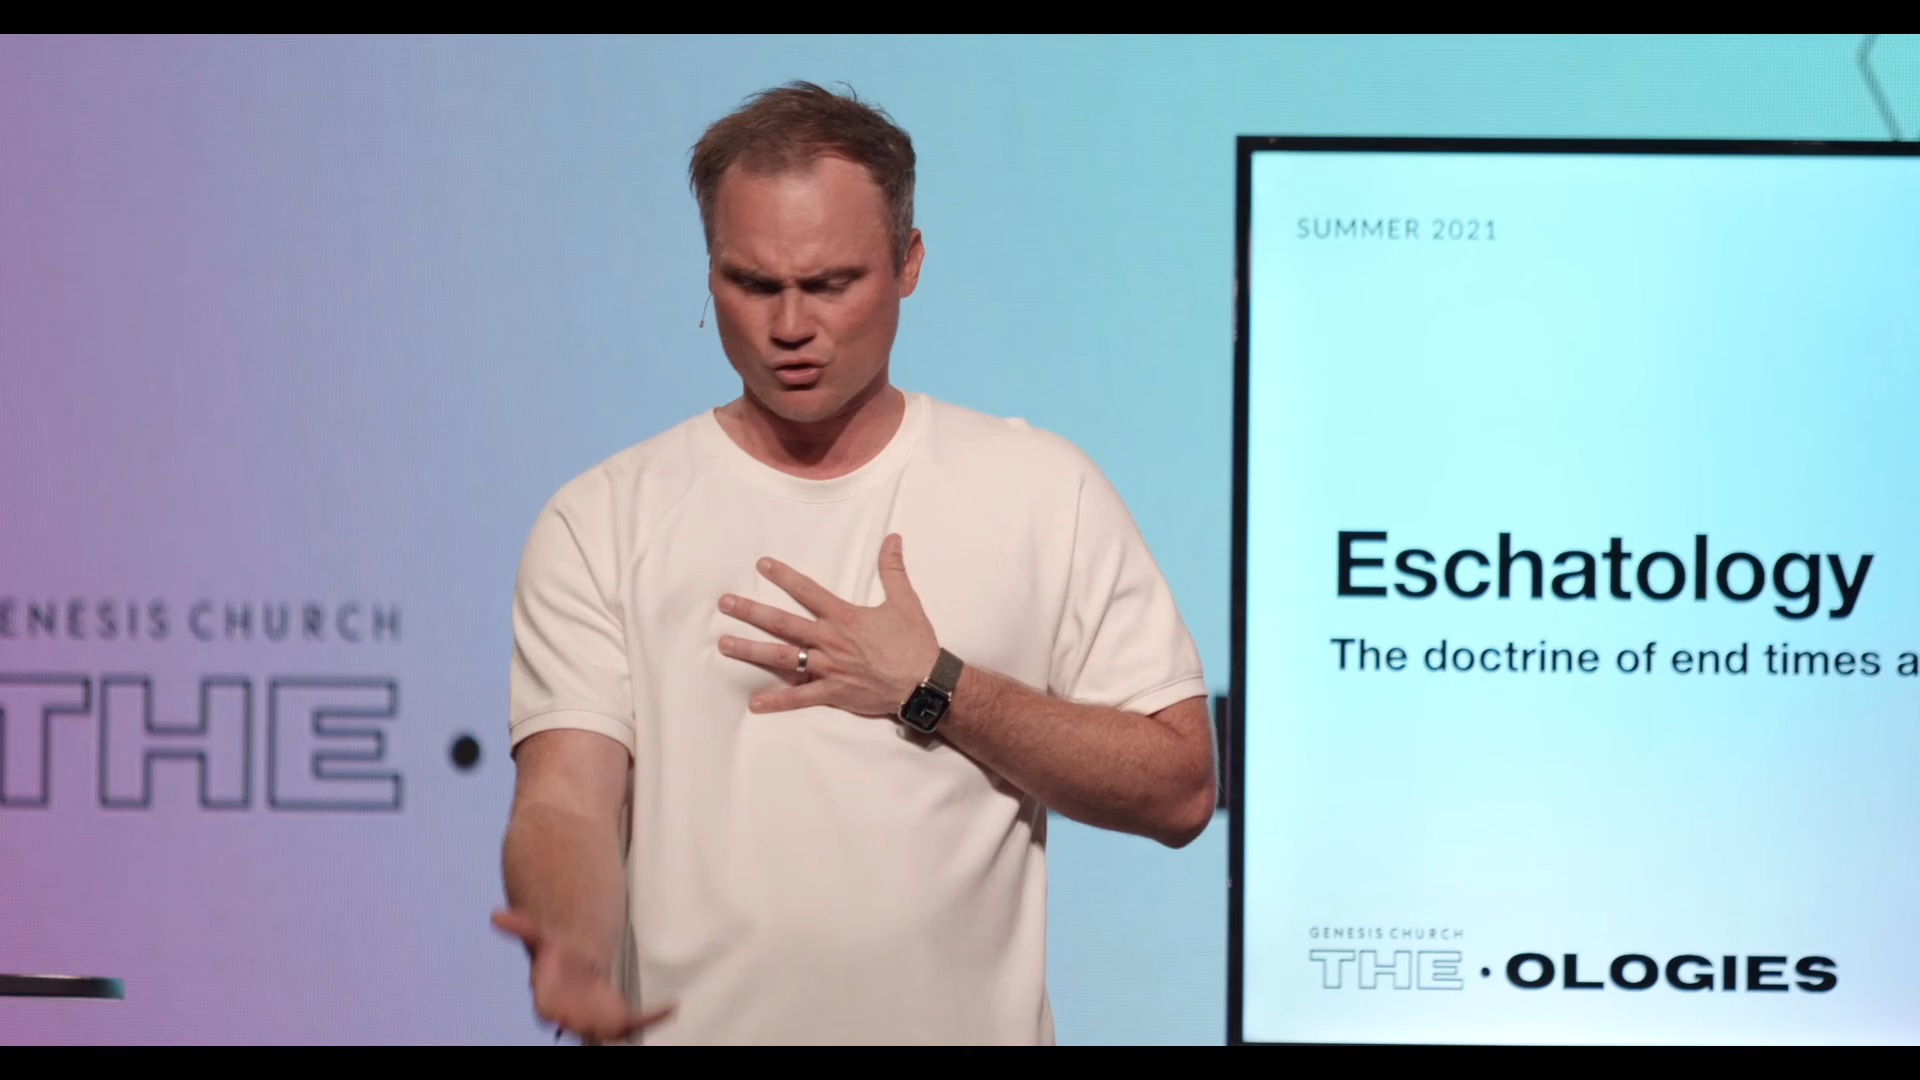 ENESIS CHURCH
THE •
SUMMER 2021
Eschatology
The doctrine of end times a
GENESIS CHURCH
THE • OLOGIES